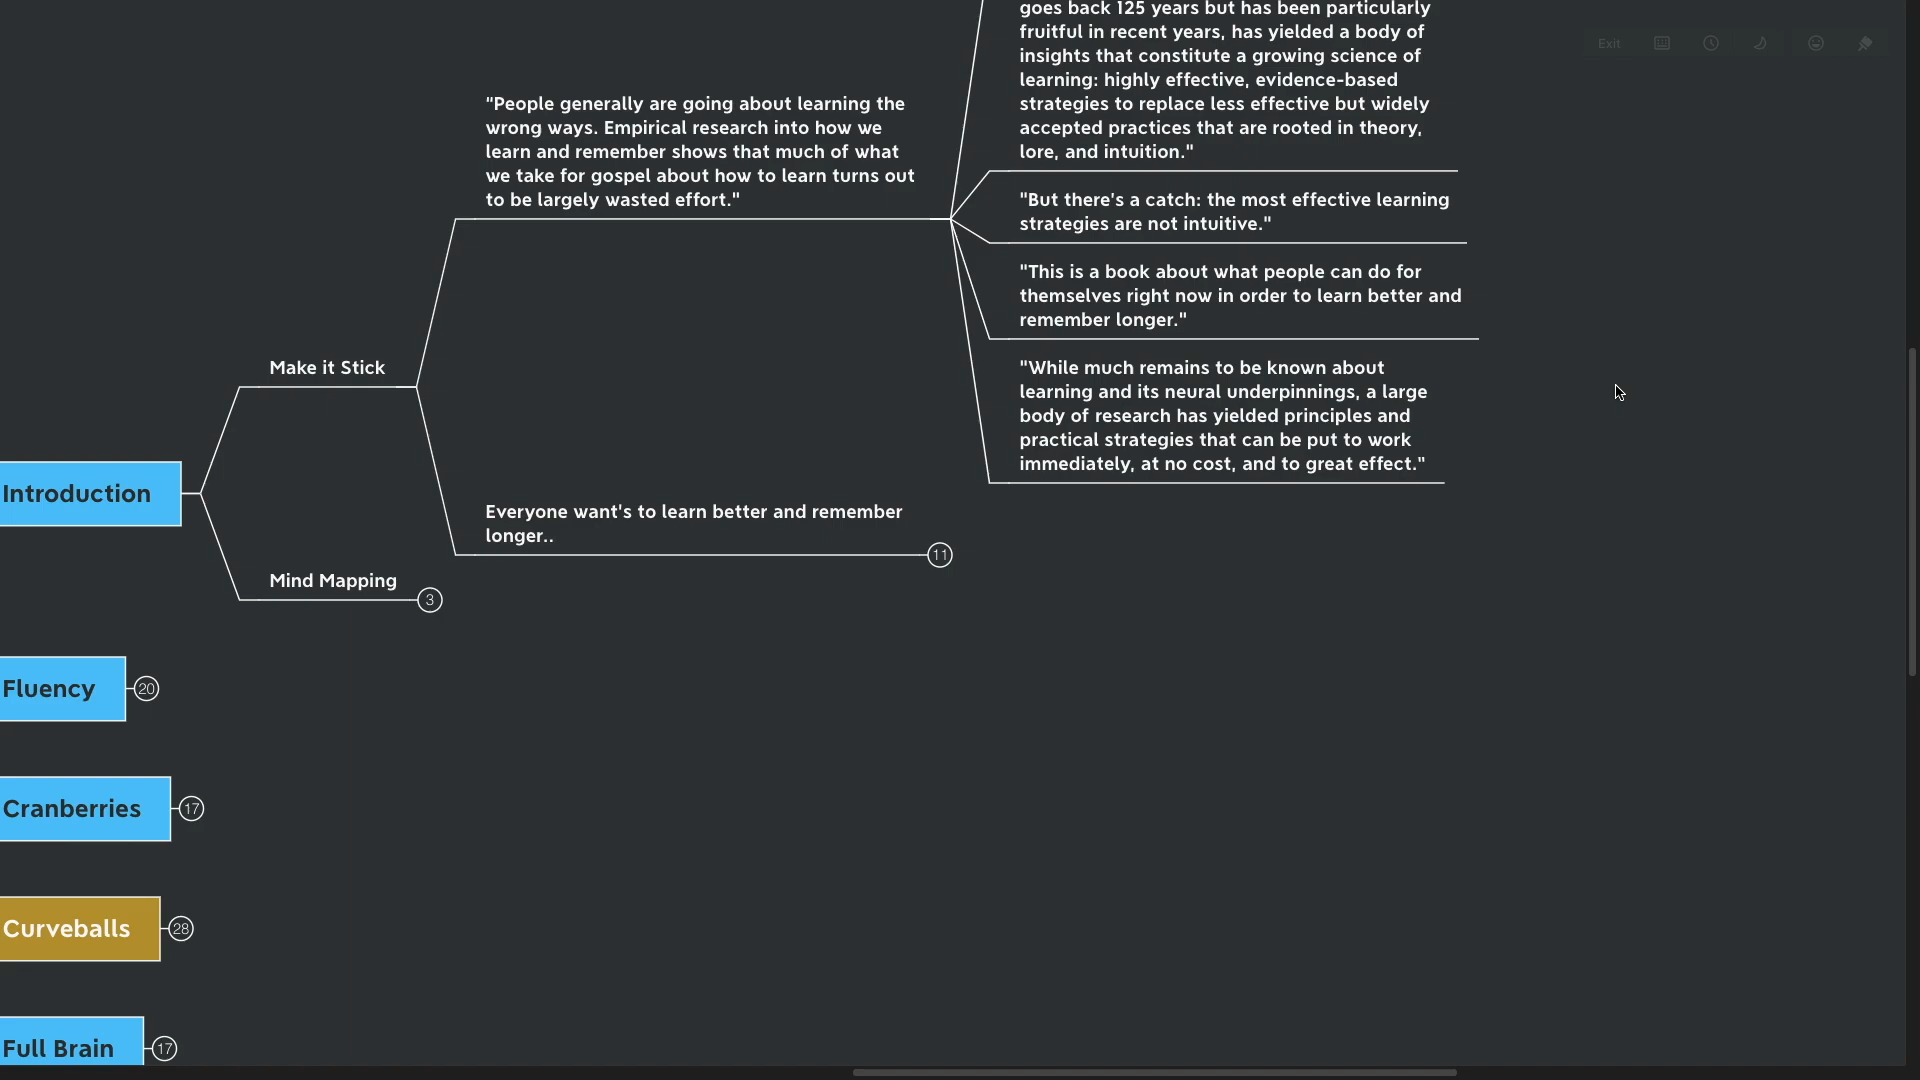 goes back 125 years but has been particularly
fruitful in recent years, has yielded a body of
insights that constitute a growing science of
learning: highly effective, evidence-based
strategies to replace less effective but widely
accepted practices that are rooted in theory,
lore, and intuition."
Exit
"People generally are going about learning the
wrong ways. Empirical research into how we
learn and remember shows that much of what
we take for gospel about how to learn turns out
to be largely wasted effort."
"But there's a catch: the most effective learning
strategies are not intuitive."
"This is a book about what people can do for
themselves right now in order to learn better and
remember longer."
"While much remains to be known about
learning and its neural underpinnings, a large
body of research has yielded principles and
practical strategies that can be put to work
immediately, at no cost, and to great effect."
Make it Stick
Introduction
Everyone want's to learn better and remember
longer..
11
Mind Mapping
3
Fluency
20
Cranberries
17
Curveballs
28
Full Brain
17